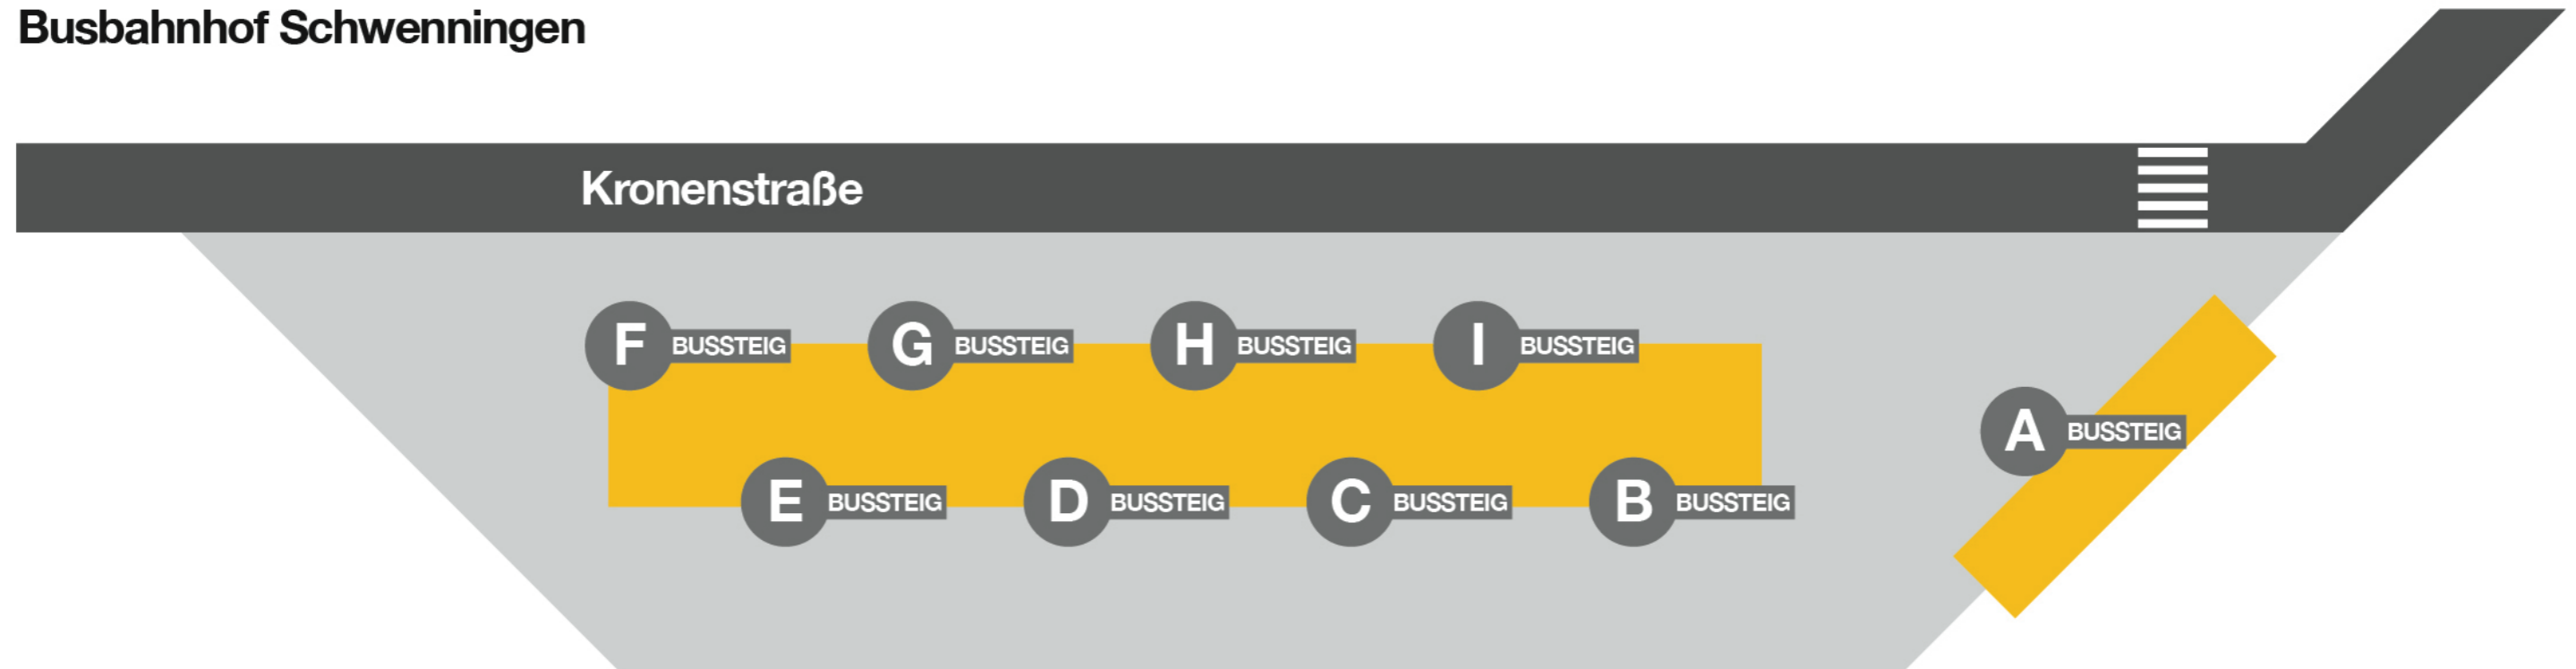 Busbahnhof Schwenningen
Kronenstraße
F BUSSTEIG
G BUSSTEIG
H BUSSTEIG
I BUSSTEIG
A BUSSTEIG
E BUSSTEIG
D BUSSTEIG
C BUSSTEIG
B BUSSTEIG